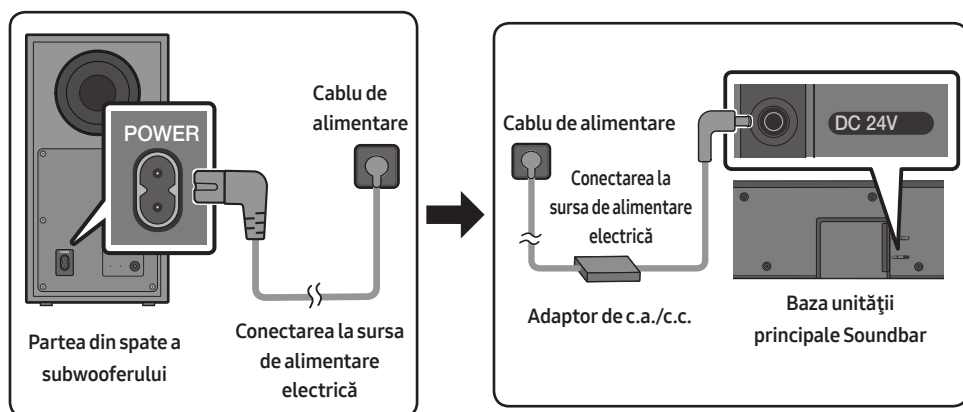 POWER
Cablu de
alimentare
Partea din spate a
subwooferului
Conectarea la sursa
de alimentare
electrică
Cablu de alimentare
Conectarea la
sursa de alimentare
electrică
Adaptor de c.a./c.c.
DC 24V
Baza unităţii
principale Soundbar